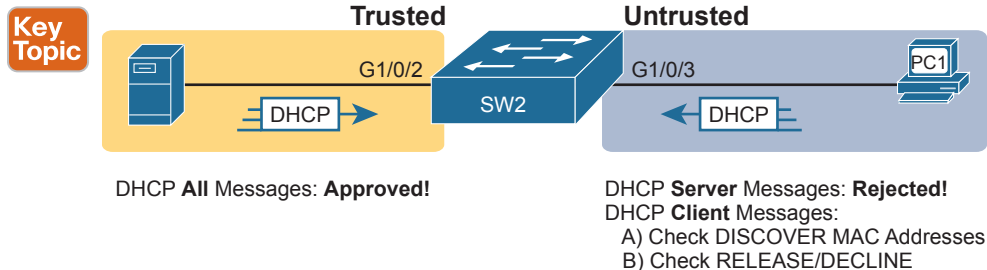 Key
Topic
Trusted
Untrusted
G1/0/2
G1/0/3
PC1
SW2
DHCP
DHCP
DHCP All Messages: Approved!
DHCP Server Messages: Rejected!
DHCP Client Messages:
A) Check DISCOVER MAC Addresses
B) Check RELEASE/DECLINE